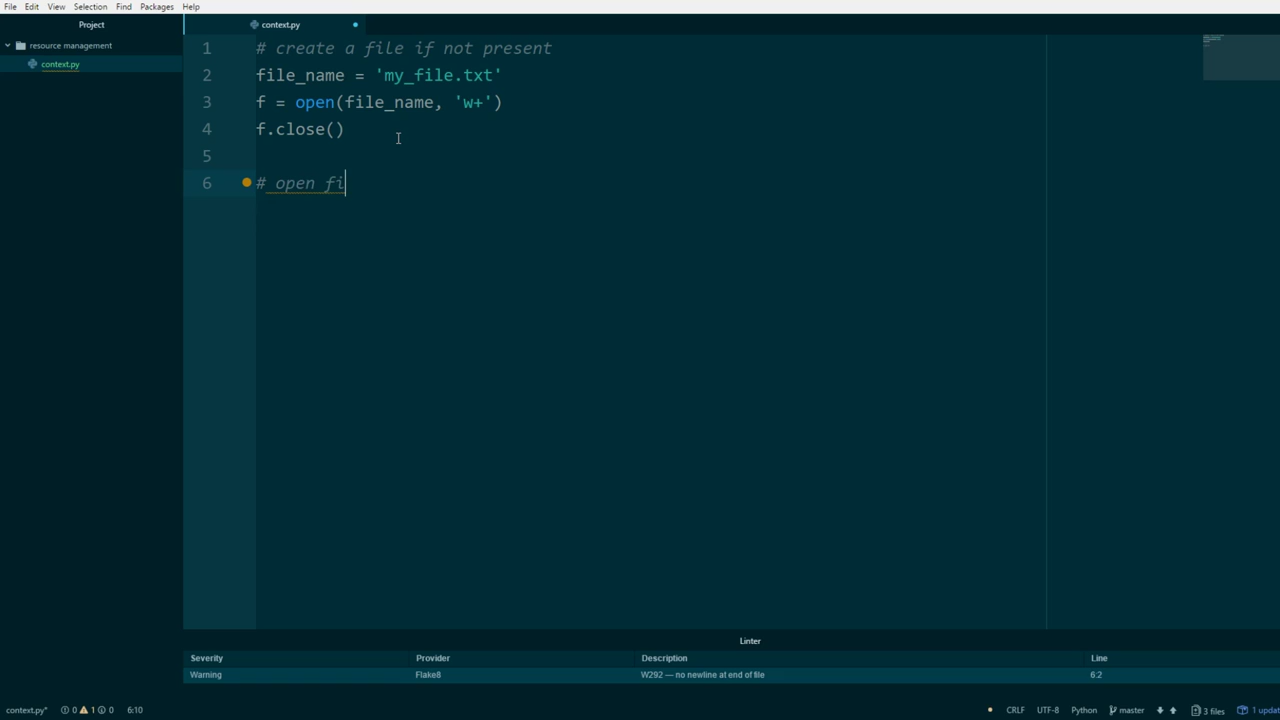 File Edit View Selection Find Packages Help
Project
context.py
resource management
context.py
1 # create a file if not present
2 file_name = 'my_file.txt'
3 f = open(file_name, 'w+')
4 f.close()
5
6 # open fi
Linter
Severity Provider Description Line
Warning Flake8 W292 — no newline at end of file 6:2
context.py* 0 1 0 6:10 CRLF UTF-8 Python master 3 files 1 updat